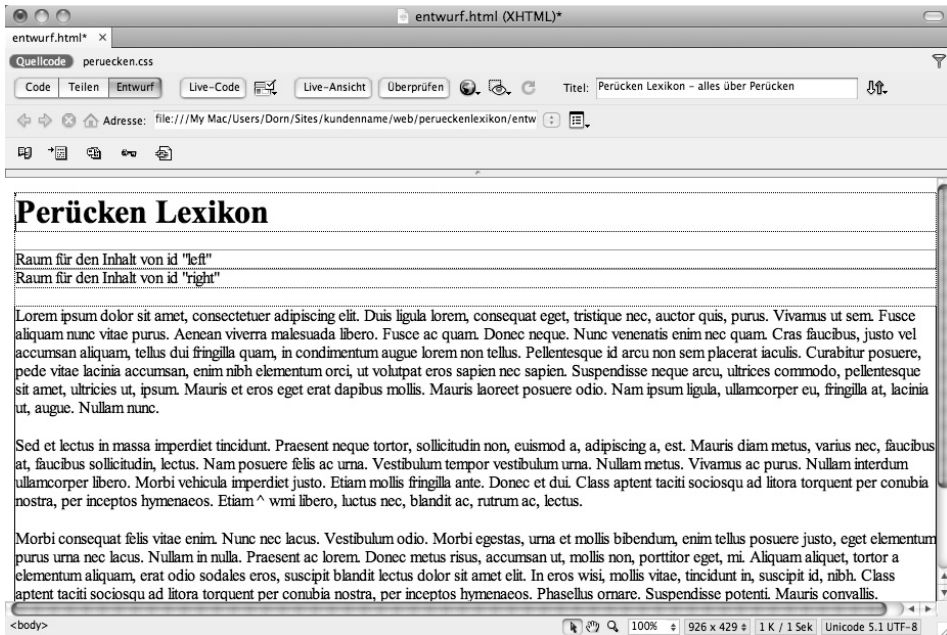 entwurf.html (XHTML)*
entwurf.html* ×
Quellcode peruecken.css
Code Teilen Entwurf Live-Code Live-Ansicht Überprüfen Titel: Perücken Lexikon – alles über Perücken
Adresse: file:///My Mac/Users/Dorn/Sites/kundenname/web/perueckenlexikon/entw
Perücken Lexikon
Raum für den Inhalt von id "left"
Raum für den Inhalt von id "right"
Lorem ipsum dolor sit amet, consectetuer adipiscing elit. Duis ligula lorem, consequat eget, tristique nec, auctor quis, purus. Vivamus ut sem. Fusce
aliquam nunc vitae purus. Aenean viverra malesuada libero. Fusce ac quam. Donec neque. Nunc venenatis enim nec quam. Cras faucibus, justo vel
accumsan aliquam, tellus dui fringilla quam, in condimentum augue lorem non tellus. Pellentesque id arcu non sem placerat iaculis. Curabitur posuere,
pede vitae lacinia accumsan, enim nibh elementum orci, ut volutpat eros sapien nec sapien. Suspendisse neque arcu, ultrices commodo, pellentesque
sit amet, ultricies ut, ipsum. Mauris et eros eget erat dapibus mollis. Mauris laoreet posuere odio. Nam ipsum ligula, ullamcorper eu, fringilla at, lacinia
ut, augue. Nullam nunc.
Sed et lectus in massa imperdiet tincidunt. Praesent neque tortor, sollicitudin non, euismod a, adipiscing a, est. Mauris diam metus, varius nec, faucibus
at, faucibus sollicitudin, lectus. Nam posuere felis ac urna. Vestibulum tempor vestibulum urna. Nullam metus. Vivamus ac purus. Nullam interdum
ullamcorper libero. Morbi vehicula imperdiet justo. Etiam mollis fringilla ante. Donec et dui. Class aptent taciti sociosqu ad litora torquent per conubia
nostra, per inceptos hymenaeos. Etiam ^ wmi libero, luctus nec, blandit ac, rutrum ac, lectus.
Morbi consequat felis vitae enim. Nunc nec lacus. Vestibulum odio. Morbi egestas, urna et mollis bibendum, enim tellus posuere justo, eget elementum
purus urna nec lacus. Nullam in nulla. Praesent ac lorem. Donec metus risus, accumsan ut, mollis non, porttitor eget, mi. Aliquam aliquet, tortor a
elementum aliquam, erat odio sodales eros, suscipit blandit lectus dolor sit amet elit. In eros wisi, mollis vitae, tincidunt in, suscipit id, nibh. Class
aptent taciti sociosqu ad litora torquent per conubia nostra, per inceptos hymenaeos. Phasellus ornare. Suspendisse potenti. Mauris convallis.
<body> 100% 926 x 429 1 K / 1 Sek Unicode 5.1 UTF-8